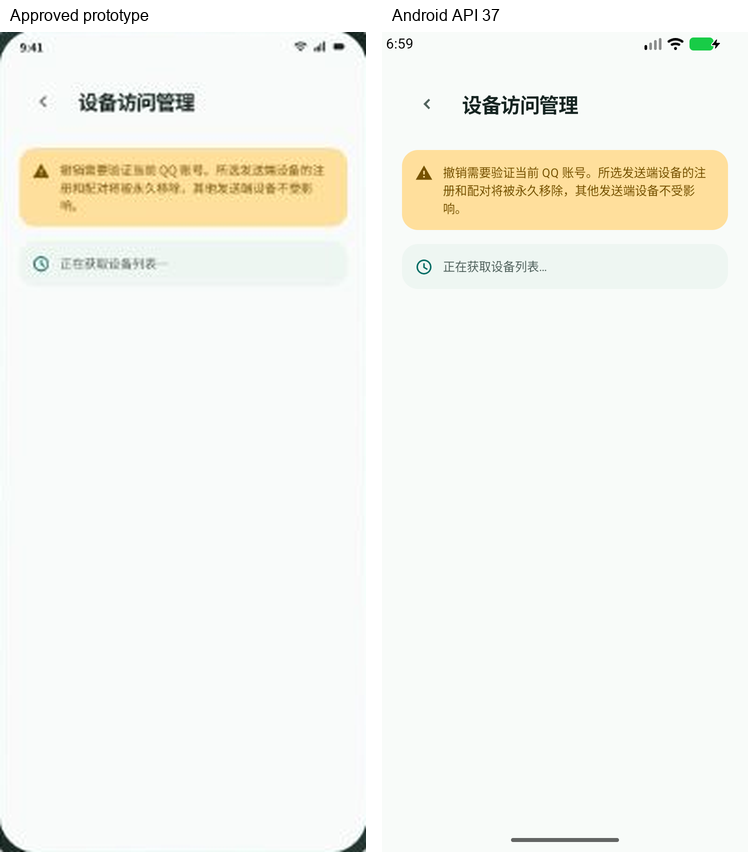 Approved prototype
9:41
设备访问管理
撤销需要验证当前 QQ 账号。所选发送端设备的注
册和配对将被永久移除，其他发送端设备不受影
响。
正在获取设备列表…
Android API 37
6:59
设备访问管理
撤销需要验证当前 QQ 账号。所选发送端设备的注
册和配对将被永久移除，其他发送端设备不受影
响。
正在获取设备列表…